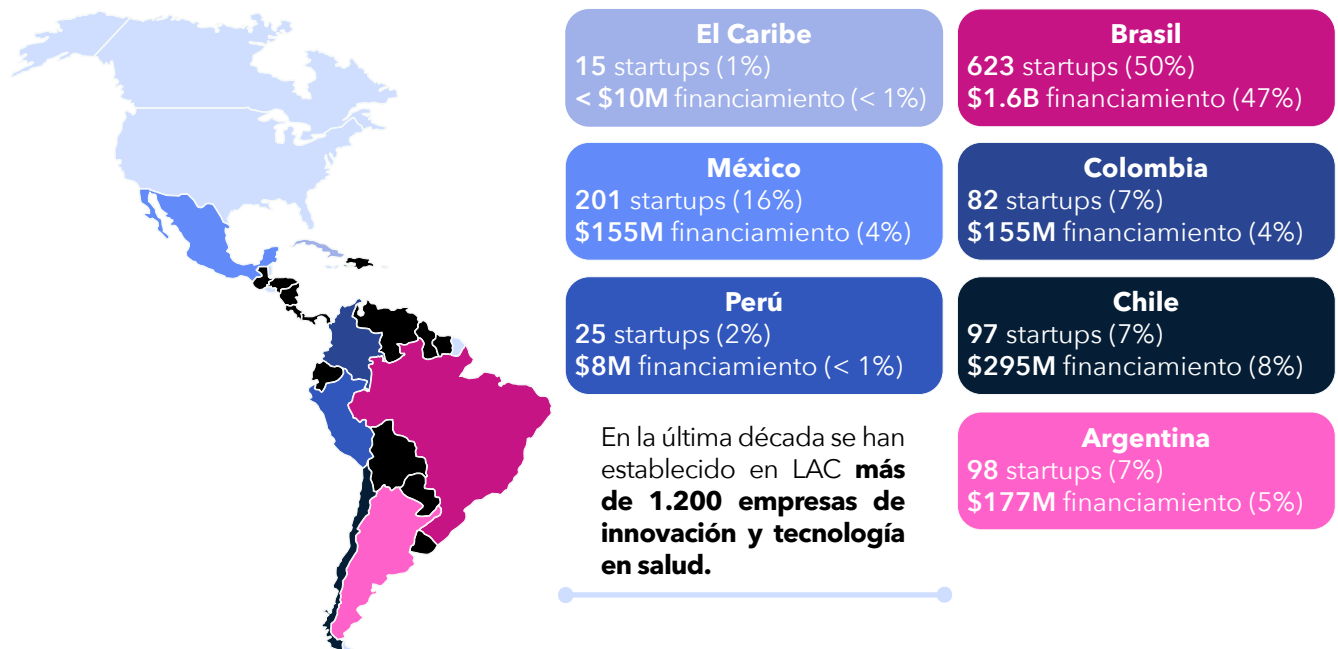 El Caribe
15 startups (1%)
< $10M financiamiento (< 1%)
Brasil
623 startups (50%)
$1.6B financiamiento (47%)
México
201 startups (16%)
$155M financiamiento (4%)
Colombia
82 startups (7%)
$155M financiamiento (4%)
Perú
25 startups (2%)
$8M financiamiento (< 1%)
Chile
97 startups (7%)
$295M financiamiento (8%)
En la última década se han
establecido en LAC más
de 1.200 empresas de
innovación y tecnología
en salud.
Argentina
98 startups (7%)
$177M financiamiento (5%)